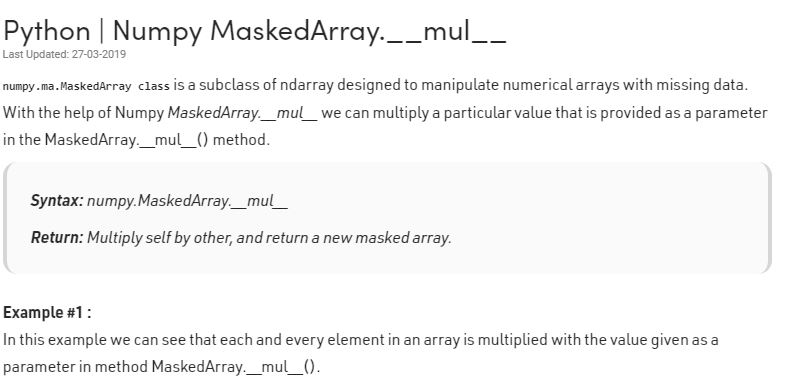 Python | Numpy MaskedArray.__mul__
Last Updated: 27-03-2019
numpy.ma.MaskedArray class is a subclass of ndarray designed to manipulate numerical arrays with missing data.
With the help of Numpy MaskedArray.__mul__ we can multiply a particular value that is provided as a parameter
in the MaskedArray.__mul__() method.
Syntax: numpy.MaskedArray.__mul__
Return: Multiply self by other, and return a new masked array.
Example #1 :
In this example we can see that each and every element in an array is multiplied with the value given as a
parameter in method MaskedArray.__mul__().